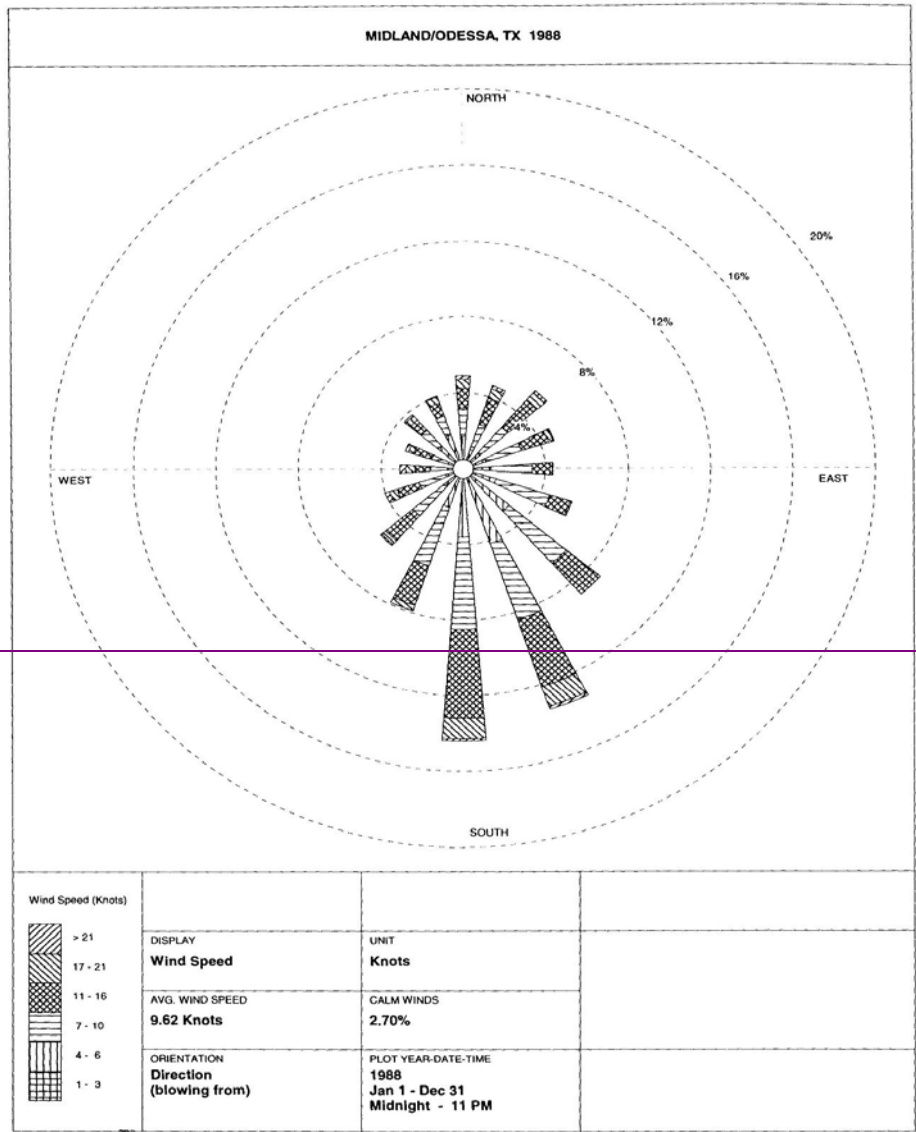 MIDLAND/ODESSA, TX 1988
NORTH
20%
16%
12%
8%
4%
WEST
EAST
SOUTH
Wind Speed (Knots)
> 21
17 - 21
11 - 16
7 - 10
4 - 6
1 - 3
DISPLAY
Wind Speed
UNIT
Knots
AVG. WIND SPEED
9.62 Knots
CALM WINDS
2.70%
ORIENTATION
Direction
(blowing from)
PLOT YEAR-DATE-TIME
1988
Jan 1 - Dec 31
Midnight - 11 PM